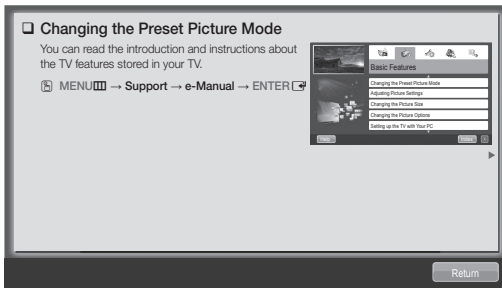 ❑ Changing the Preset Picture Mode
You can read the introduction and instructions about
the TV features stored in your TV.
MENU → Support → e-Manual → ENTER
Basic Features
Changing the Preset Picture Mode
Adjusting Picture Settings
Changing the Picture Size
Changing the Picture Options
Setting up the TV with Your PC
Help
Index
Return